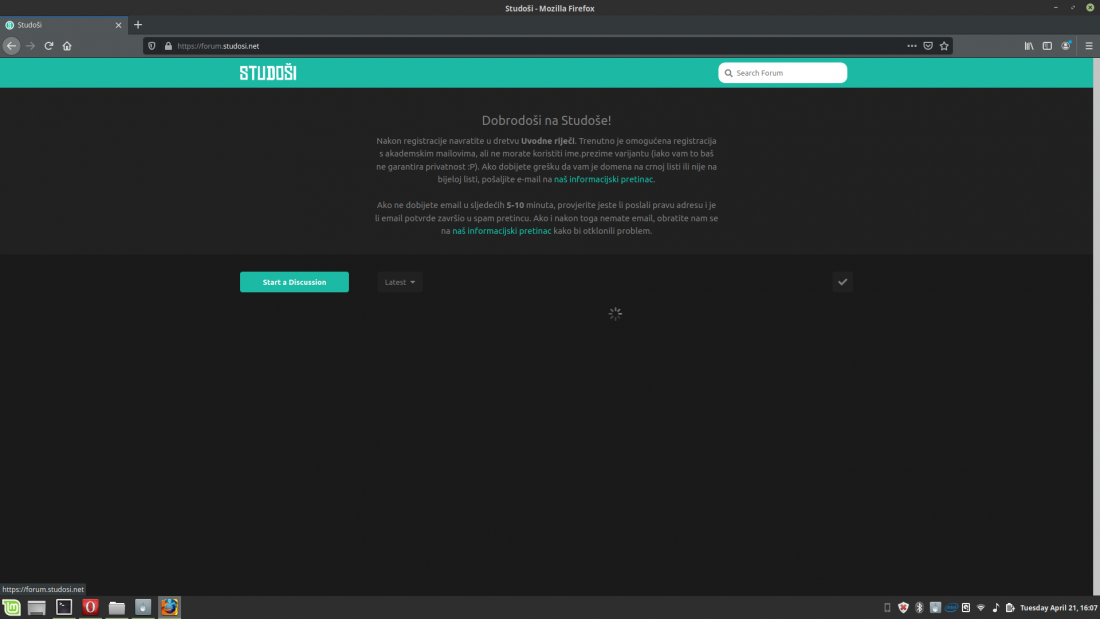 Studoši - Mozilla Firefox
Studoši
https://forum.studosi.net
STUDOŠI
Search Forum
Dobrodoši na Studoše!
Nakon registracije navratite u dretvu Uvodne riječi. Trenutno je omogućena registracija
s akademskim mailovima, ali ne morate koristiti ime.prezime varijantu (iako vam to baš
ne garantira privatnost :P). Ako dobijete grešku da vam je domena na crnoj listi ili nije na
bijeloj listi, pošaljite e-mail na naš informacijski pretinac.
Ako ne dobijete email u sljedećih 5-10 minuta, provjerite jeste li poslali pravu adresu i je
li email potvrde završio u spam pretincu. Ako i nakon toga nemate email, obratite nam se
na naš informacijski pretinac kako bi otklonili problem.
Start a Discussion
Latest
https://forum.studosi.net
Tuesday April 21, 16:07